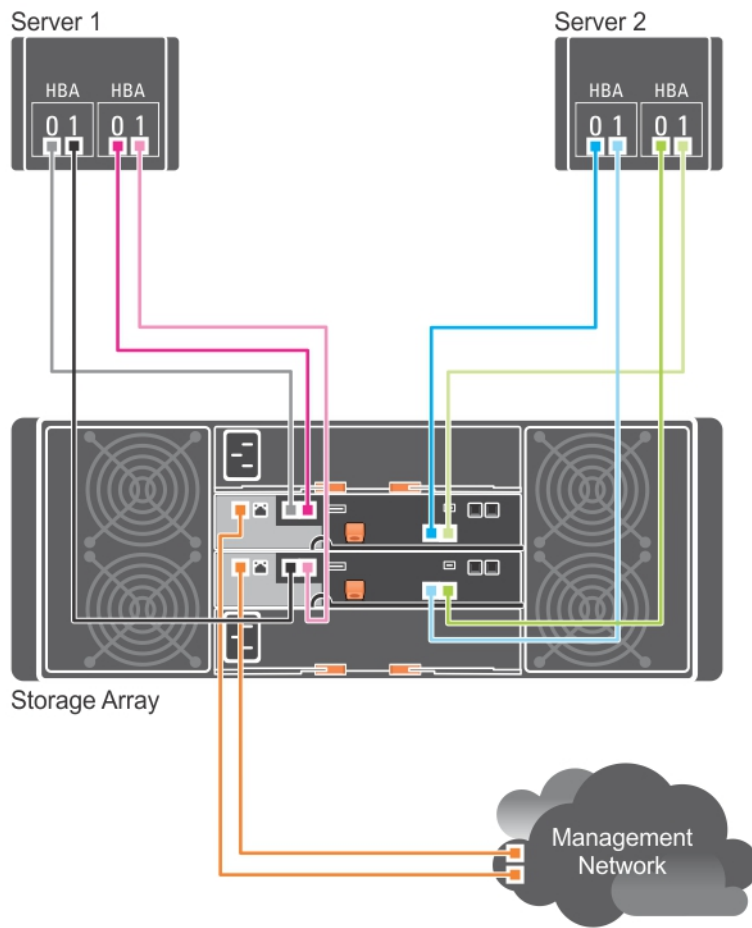 Server 1
Server 2
HBA HBA
0 1 0 1
HBA HBA
0 1 0 1
Storage Array
Management
Network